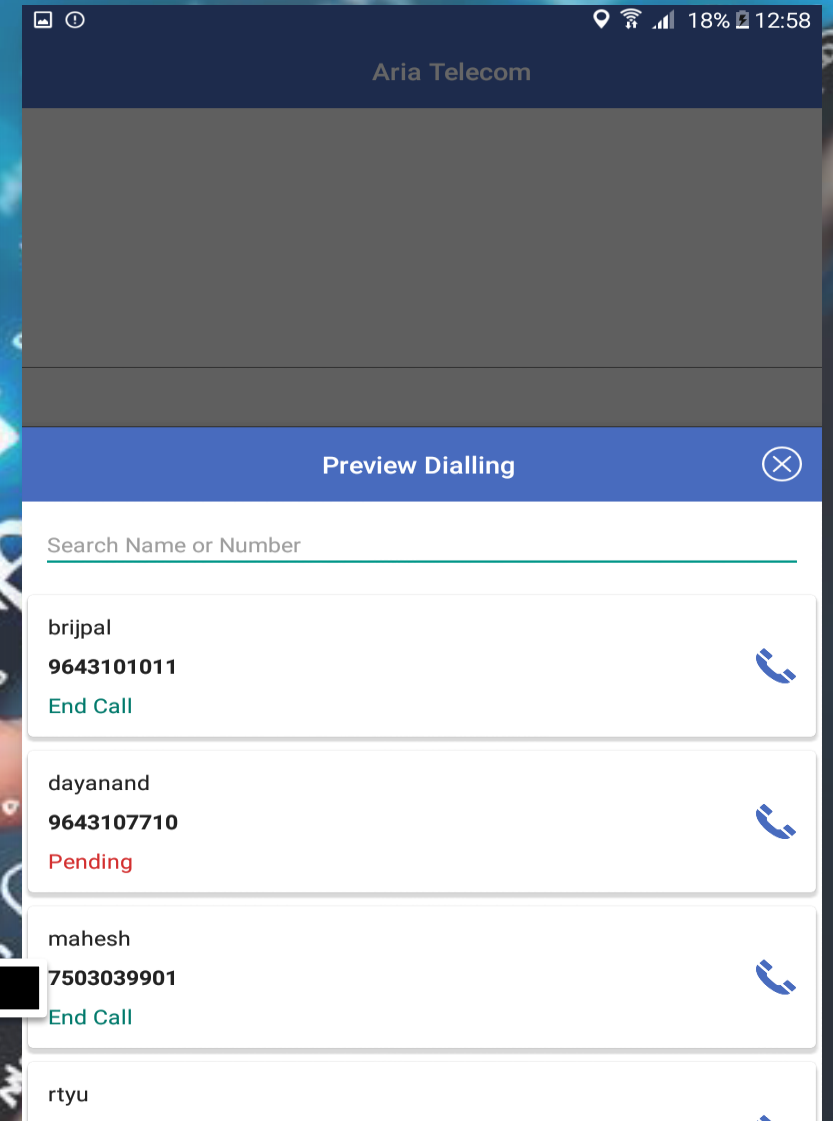 18% 12:58
Aria Telecom
Preview Dialling
Search Name or Number
brijpal
9643101011
End Call
dayanand
9643107710
Pending
mahesh
7503039901
End Call
rtyu